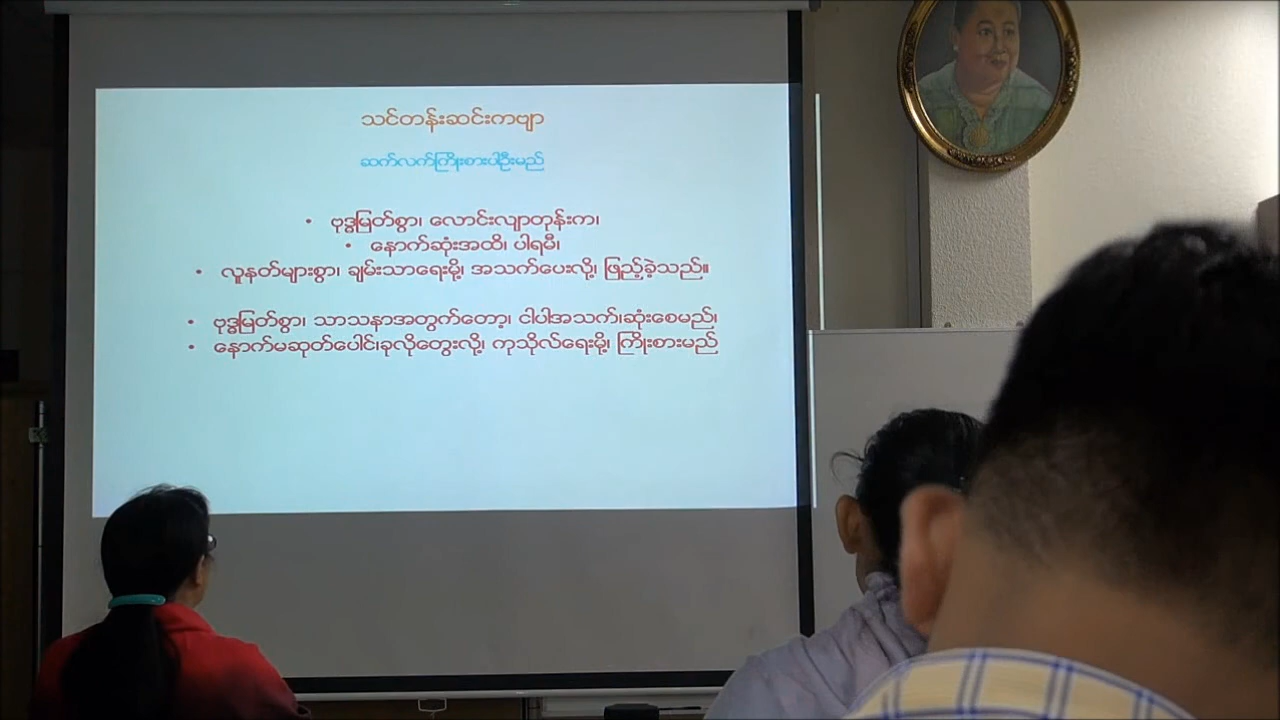 သင်တန်းဆင်းကဗျာ
ဆက်လက်ကြိုးစားပါဦးမည်
• ဗုဒ္ဓမြတ်စွာ၊ လောင်းလျာတုန်းက၊
• နောက်ဆုံးအထိ၊ ပါရမီ၊
• လူနတ်များစွာ၊ ချမ်းသာရေးမို့၊ အသက်ပေးလို့၊ ဖြည့်ခဲ့သည်။
• ဗုဒ္ဓမြတ်စွာ၊ သာသနာအတွက်တော့၊ ငါပါအသက်၊ဆုံးစေမည်၊
• နောက်မဆုတ်ပေါင်၊ခုလိုတွေးလို့၊ ကုသိုလ်ရေးမို့၊ ကြိုးစားမည်